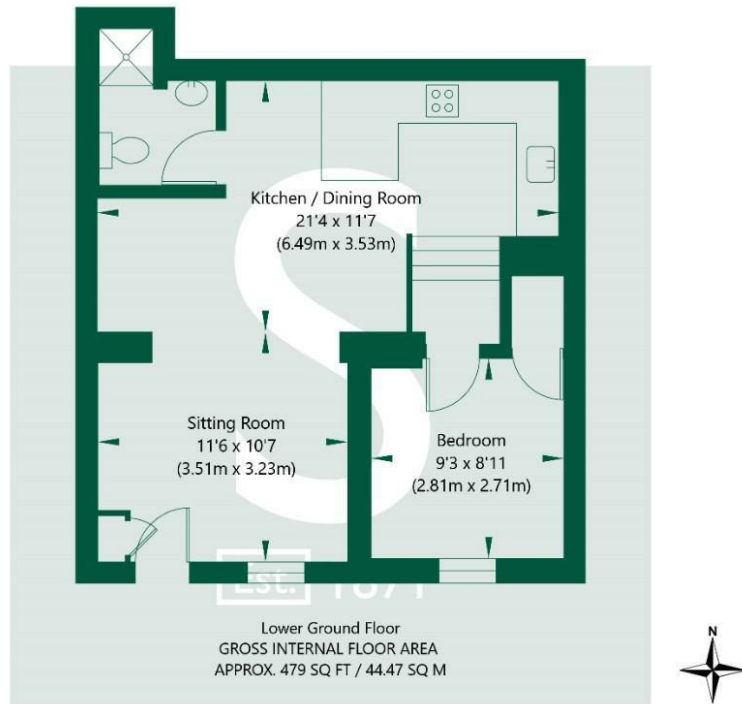 Kitchen / Dining Room
21'4 x 11'7
(6.49m x 3.53m)
Sitting Room
11'6 x 10'7
(3.51m x 3.23m)
Bedroom
9'3 x 8'11
(2.81m x 2.71m)
S
Est. 1871
Lower Ground Floor
GROSS INTERNAL FLOOR AREA
APPROX. 479 SQ FT / 44.47 SQ M
N